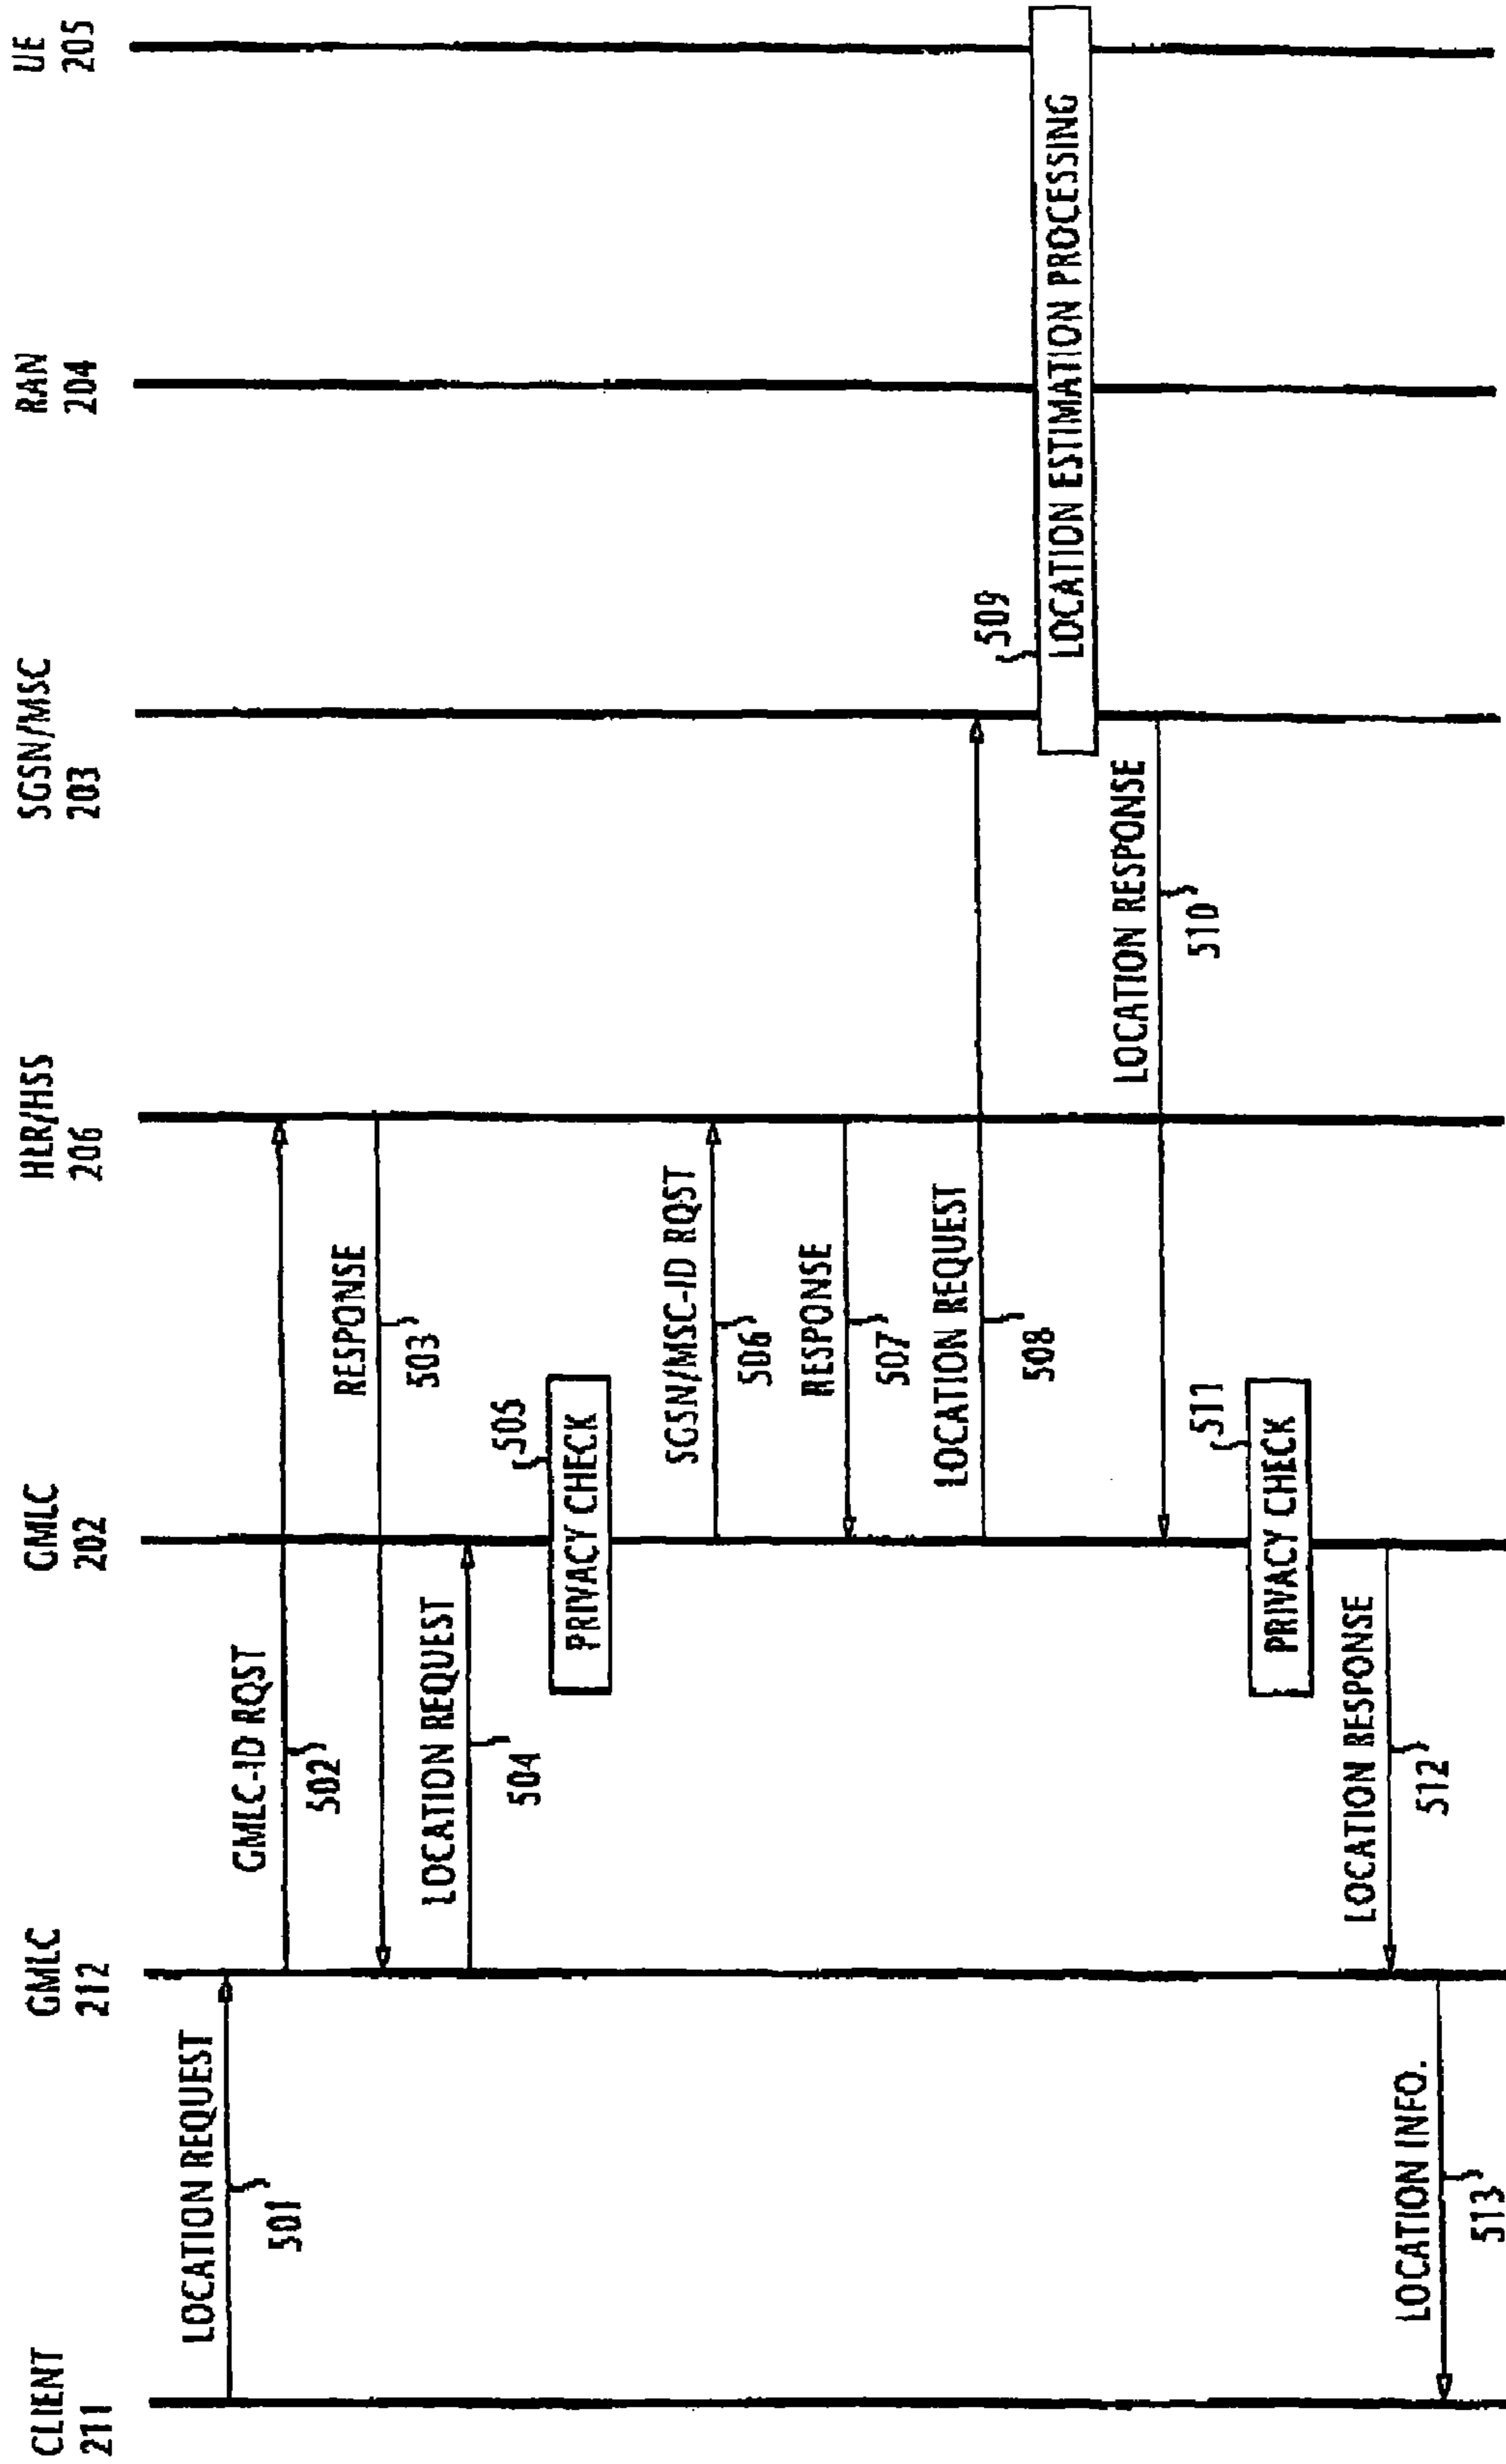 CLIENT
211
GMLC
212
GMLC
202
HLR/HSS
206
SGSN/MSC
203
RAN
204
UE
205
LOCATION REQUEST
501
GMLC-ID RQST
502
RESPONSE
503
LOCATION REQUEST
504
505
PRIVACY CHECK
SGSN/MSC-ID RQST
506
RESPONSE
507
LOCATION REQUEST
508
509
LOCATION ESTIMATION PROCESSING
LOCATION RESPONSE
510
511
PRIVACY CHECK
LOCATION RESPONSE
512
LOCATION INFO.
513